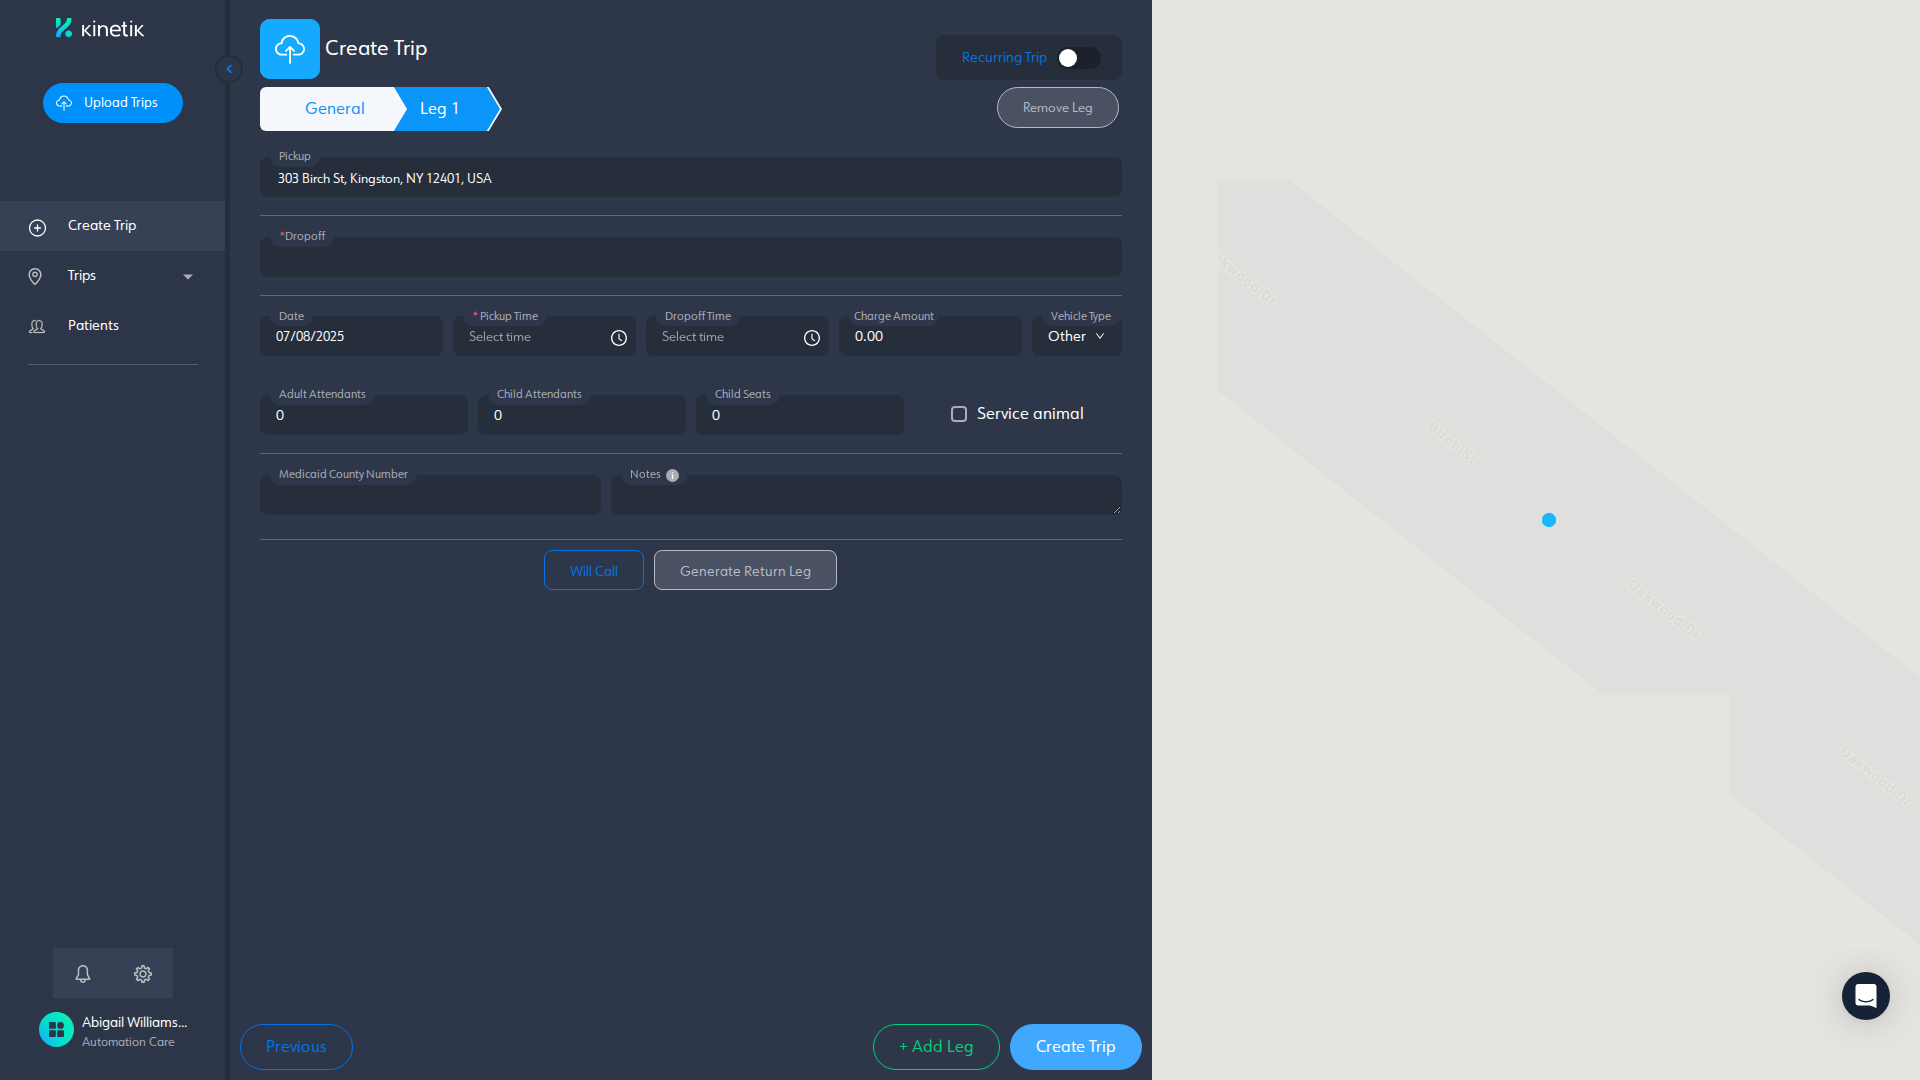 kinetik
Upload Trips
Create Trip
Trips
Patients
Abigail Williams...
Automation Care
Create Trip
Recurring Trip
General
Leg 1
Remove Leg
Pickup
303 Birch St, Kingston, NY 12401, USA
*Dropoff
Date
07/08/2025
* Pickup Time
Select time
Dropoff Time
Select time
Charge Amount
0.00
Vehicle Type
Other
Adult Attendants
0
Child Attendants
0
Child Seats
0
Service animal
Medicaid County Number
Notes
Will Call
Generate Return Leg
Previous
+ Add Leg
Create Trip
kwood Dr
Birch St
Oakwood Dr
Oakwood Dr